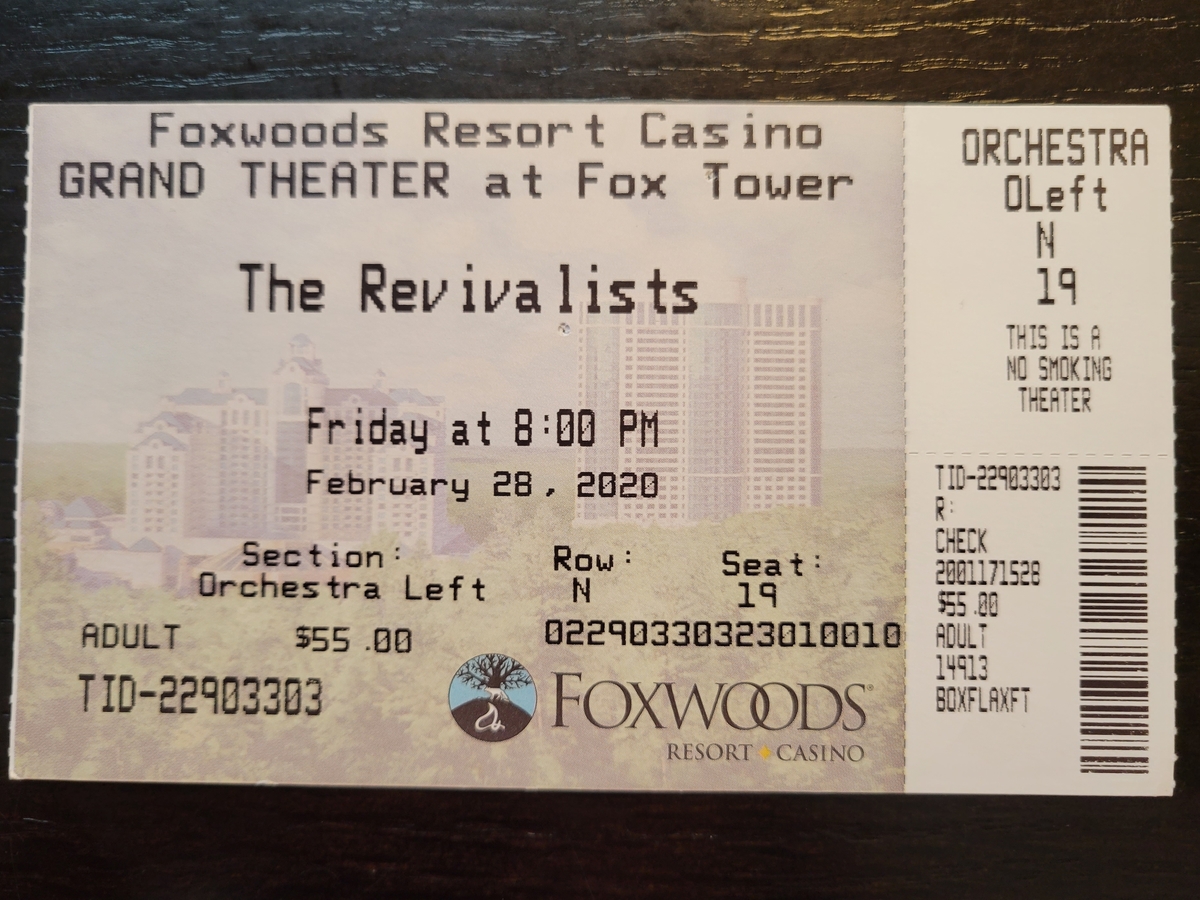 Foxwoods Resort Casino
GRAND THEATER at Fox Tower
The Revivalists
Friday at 8:00 PM
February 28, 2020
Section: Row: Seat:
Orchestra Left N 19
ADULT $55.00 022903303230100​10
TID-22903303
FOXWOODS®
RESORT CASINO
ORCHESTRA
OLeft
N
19
THIS IS A
NO SMOKING
THEATER
TID-22903303
R:
CHECK
2001171528
$55.00
ADULT
14913
BOXFLAXFT